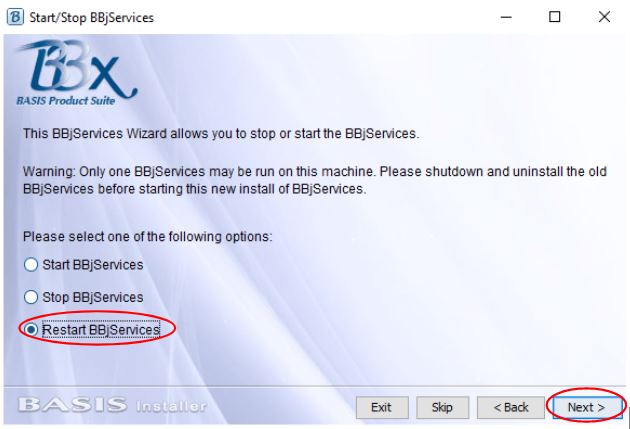 B Start/Stop BBjServices
BBx
BASIS Product Suite
This BBjServices Wizard allows you to stop or start the BBjServices.
Warning: Only one BBjServices may be run on this machine. Please shutdown and uninstall the old
BBjServices before starting this new install of BBjServices.
Please select one of the following options:
Start BBjServices
Stop BBjServices
Restart BBjServices
BASIS Installer
Exit
Skip
< Back
Next >